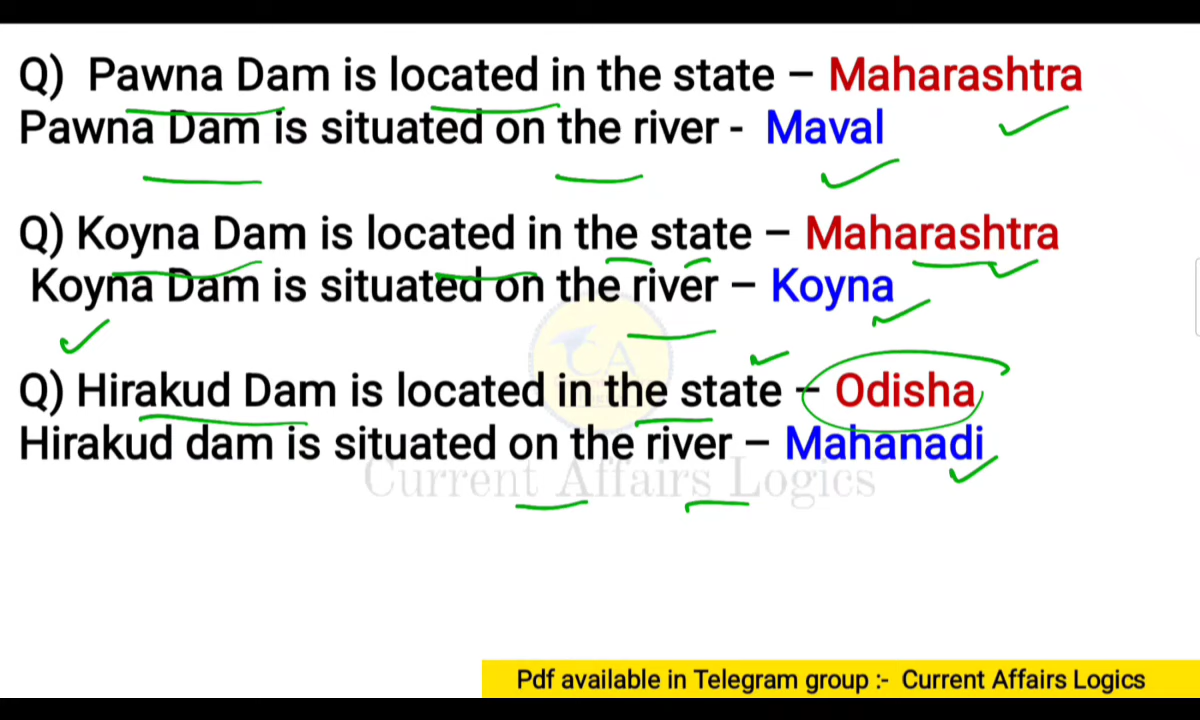 Q) Pawna Dam is located in the state – Maharashtra
Pawna Dam is situated on the river - Maval
Q) Koyna Dam is located in the state – Maharashtra
Koyna Dam is situated on the river – Koyna
CA
Q) Hirakud Dam is located in the state – Odisha
Hirakud dam is situated on the river – Mahanadi
Current Affairs Logics
Pdf available in Telegram group :- Current Affairs Logics